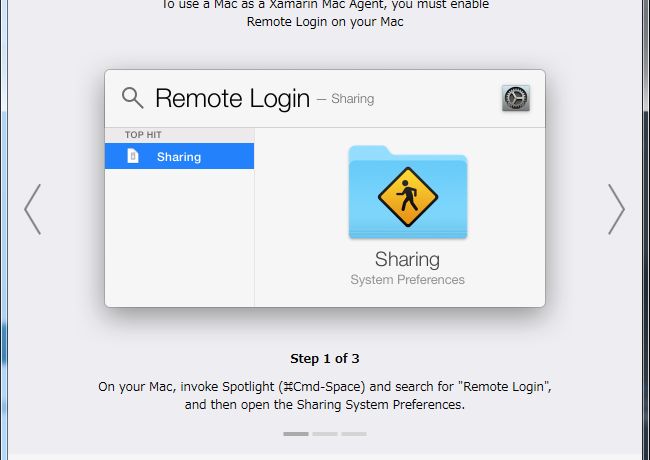 To use a Mac as a Xamarin Mac Agent, you must enable
Remote Login on your Mac
Remote Login — Sharing
TOP HIT
Sharing
Sharing
System Preferences
Step 1 of 3
On your Mac, invoke Spotlight (⌘Cmd-Space) and search for "Remote Login",
and then open the Sharing System Preferences.